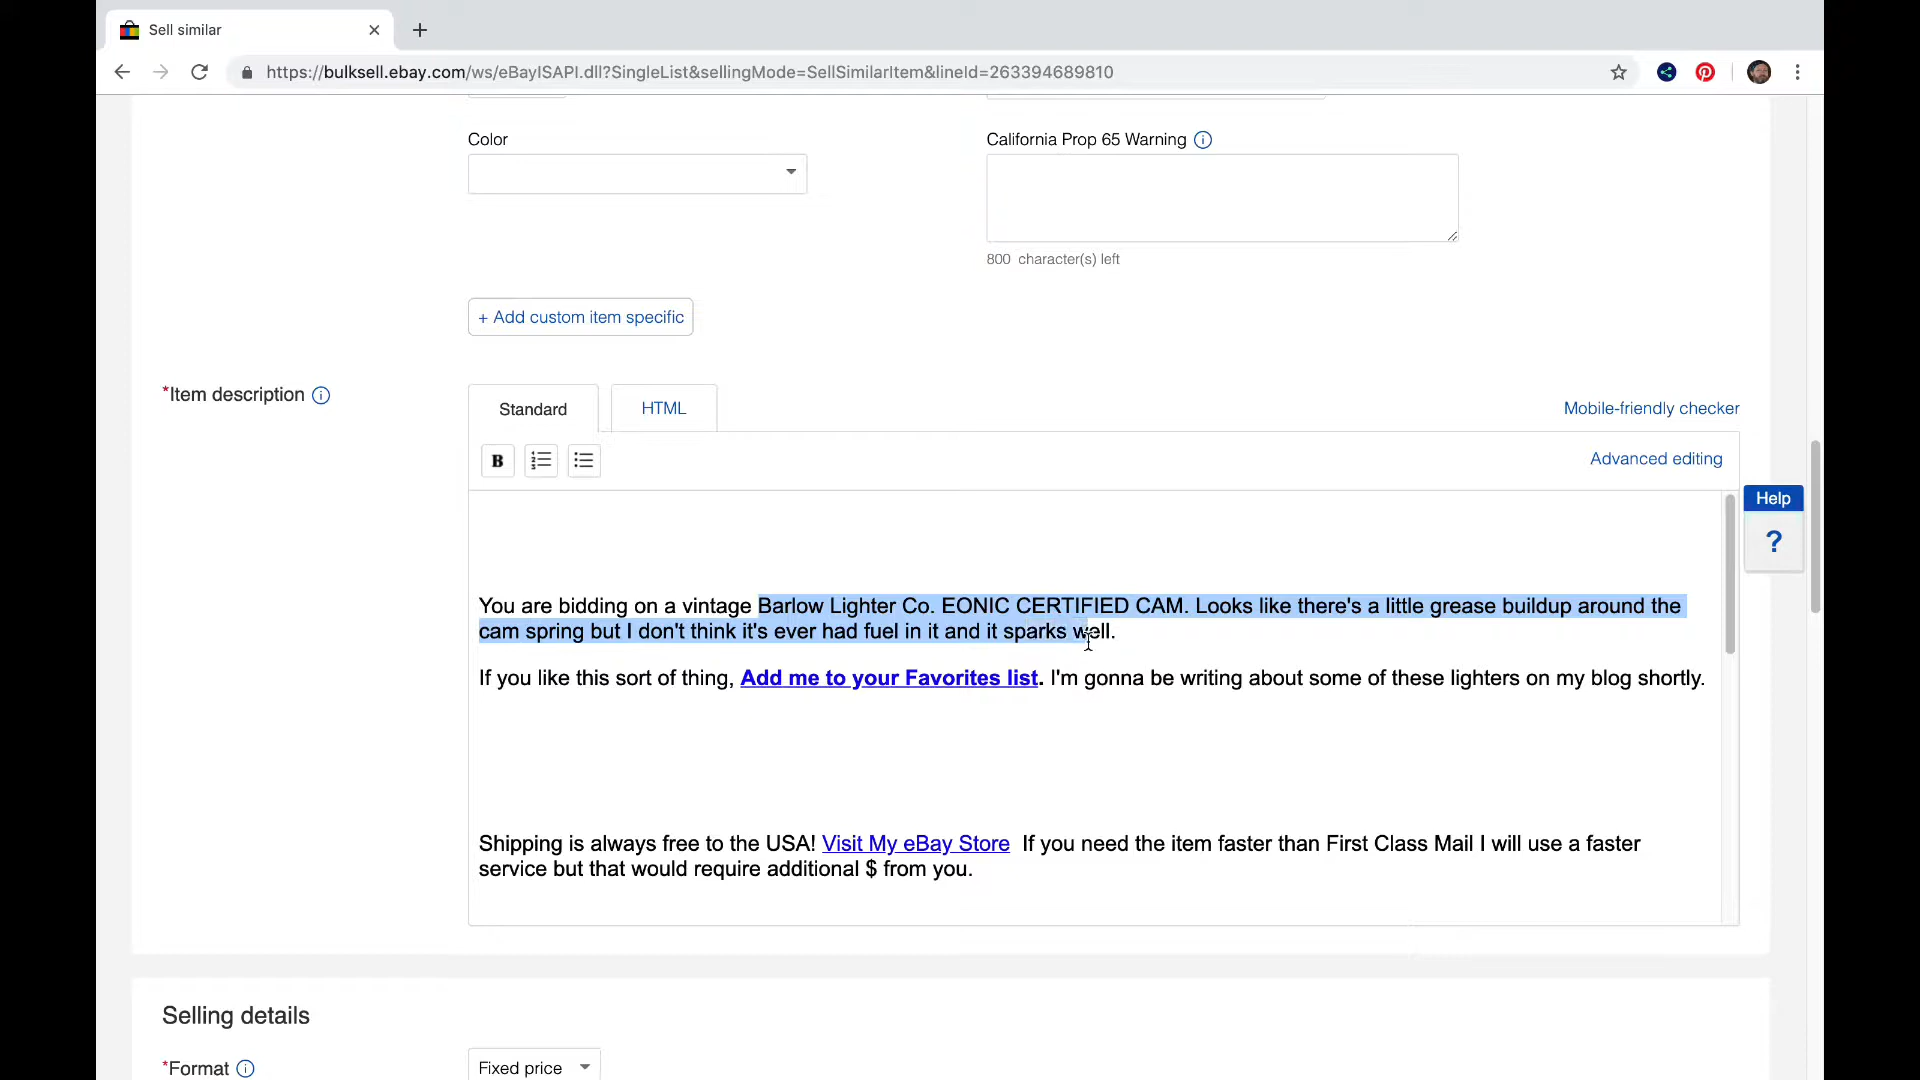 Sell similar
https://bulksell.ebay.com/ws/eBayISAPI.dll?SingleList&sellingMode=SellSimilarItem&lineId=263394689810
Color
California Prop 65 Warning
800 character(s) left
+ Add custom item specific
*Item description
Standard
HTML
Mobile-friendly checker
B
Advanced editing
Help
?
You are bidding on a vintage Barlow Lighter Co. EONIC CERTIFIED CAM. Looks like there's a little grease buildup around the
cam spring but I don't think it's ever had fuel in it and it sparks well.
If you like this sort of thing, Add me to your Favorites list. I'm gonna be writing about some of these lighters on my blog shortly.
Shipping is always free to the USA! Visit My eBay Store If you need the item faster than First Class Mail I will use a faster
service but that would require additional $ from you.
Selling details
*Format
Fixed price